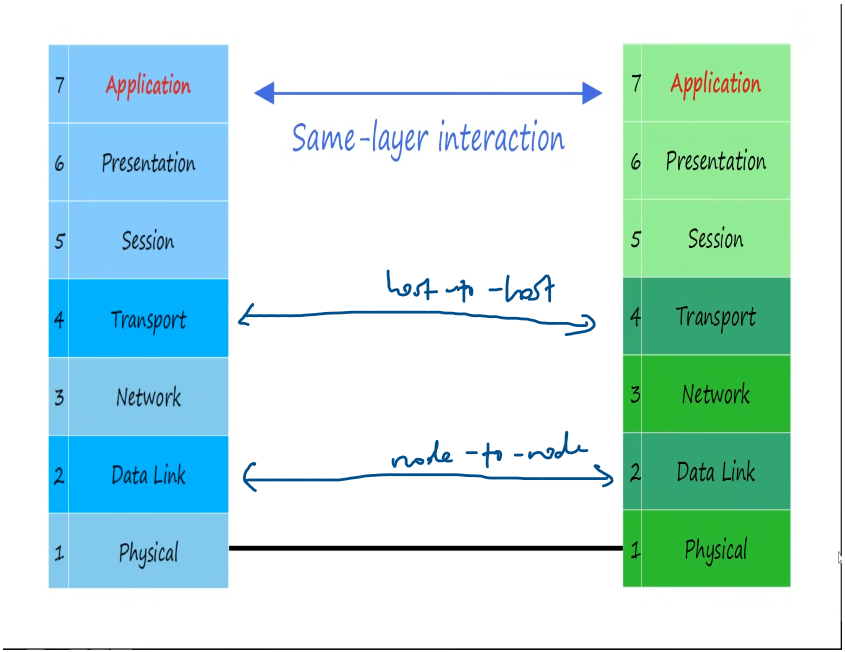 7 Application
6 Presentation
5 Session
4 Transport
3 Network
2 Data Link
1 Physical
Same-layer interaction
host-to-host
node-to-node
7 Application
6 Presentation
5 Session
4 Transport
3 Network
2 Data Link
1 Physical